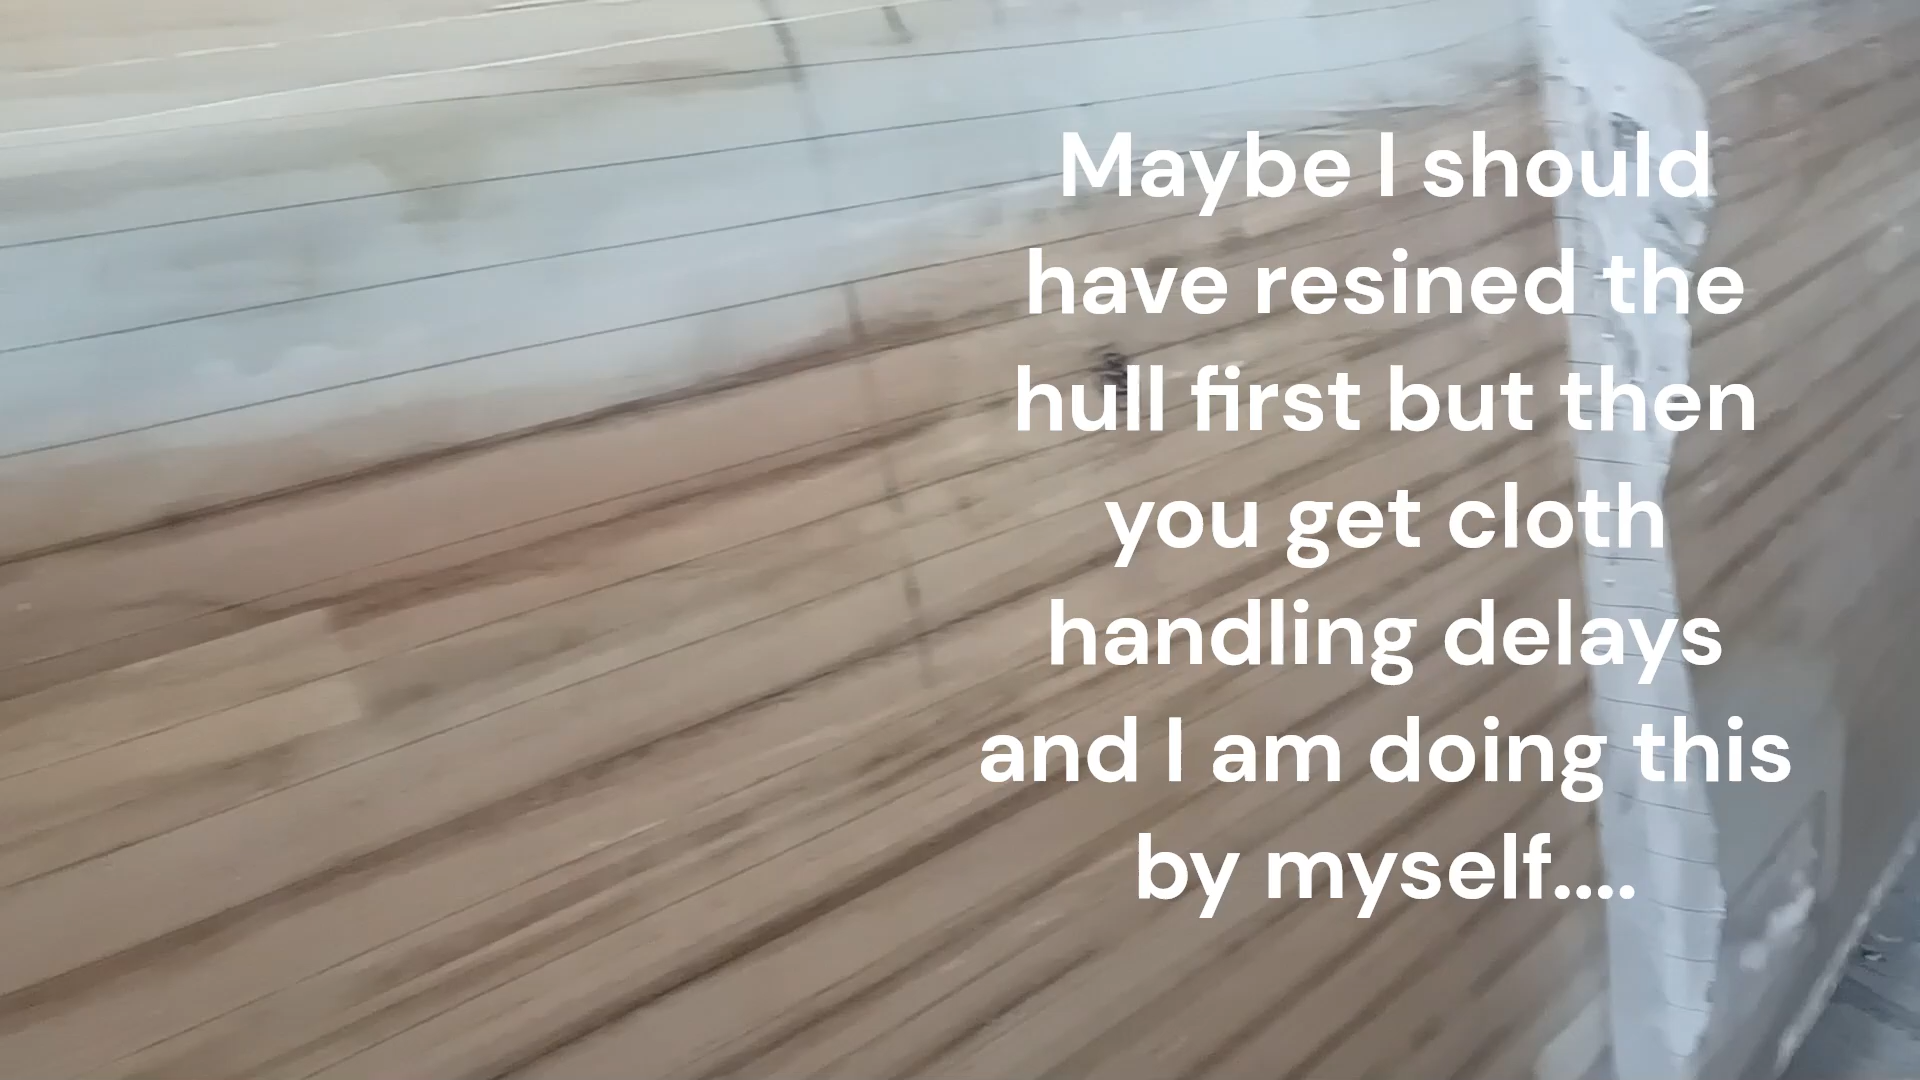 Maybe I should
have resined the
hull first but then
you get cloth
handling delays
and I am doing this
by myself....